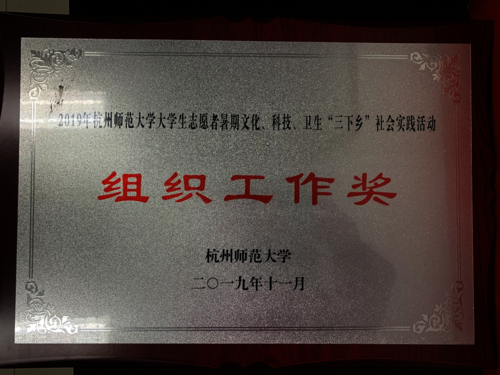 2019年杭州师范大学大学生志愿者暑期文化、科技、卫生“三下乡”社会实践活动
组织工作奖
杭州师范大学
二〇一九年十一月